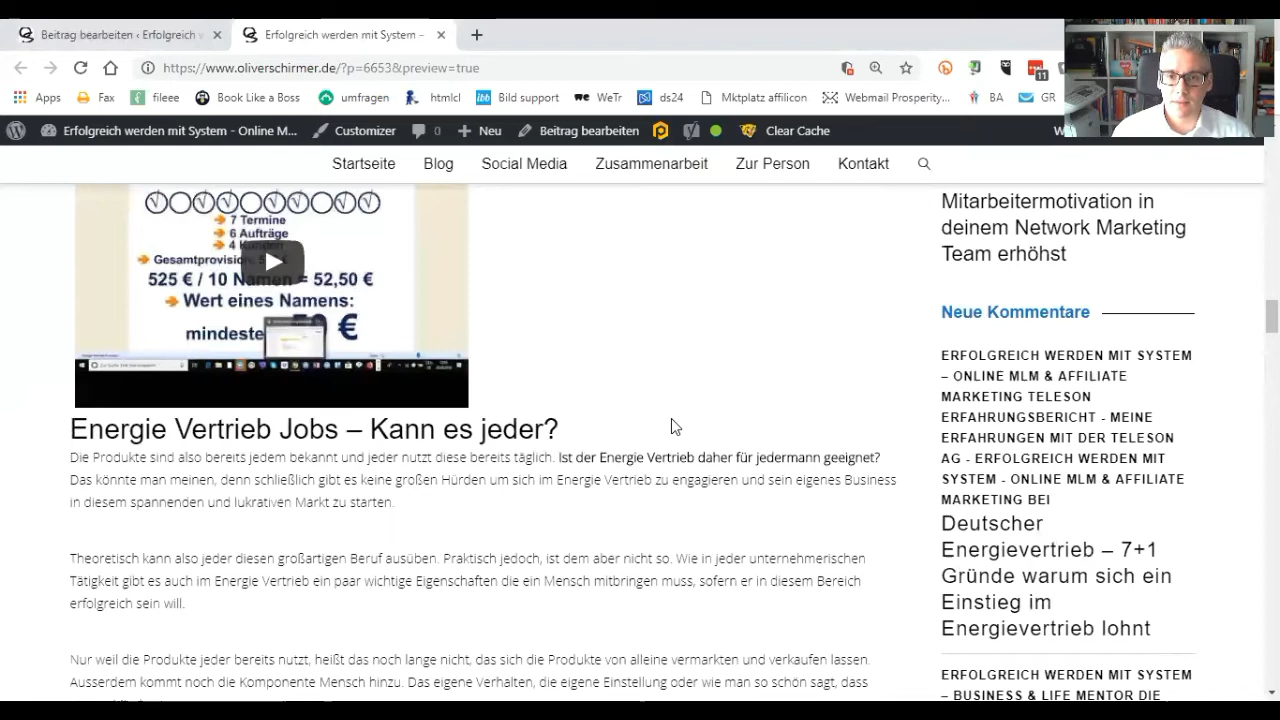 Beitrag bearbeiten ‹ Erfolgreich
Erfolgreich werden mit System –
https://www.oliverschirmer.de/?p=6653&preview=true
11
Apps
Fax
fileee
Book Like a Boss
umfragen
htmlcl
Bild support
WeTr
ds24
Mktplatz affilicon
Webmail Prosperity...
BA
GR
Erfolgreich werden mit System - Online M...
Customizer
0
Neu
Beitrag bearbeiten
Clear Cache
Startseite
Blog
Social Media
Zusammenarbeit
Zur Person
Kontakt
7 Termine
6 Aufträge
Gesamtprovision
525 € / 10 Namen = 52,50 €
Wert eines Namens:
€
Energie Vertrieb Jobs – Kann es jeder?
Die Produkte sind also bereits jedem bekannt und jeder nutzt diese bereits täglich. Ist der Energie Vertrieb daher für jedermann geeignet?
Das könnte man meinen, denn schließlich gibt es keine großen Hürden um sich im Energie Vertrieb zu engagieren und sein eigenes Business
in diesem spannenden und lukrativen Markt zu starten.
Theoretisch kann also jeder diesen großartigen Beruf ausüben. Praktisch jedoch, ist dem aber nicht so. Wie in jeder unternehmerischen
Tätigkeit gibt es auch im Energie Vertrieb ein paar wichtige Eigenschaften die ein Mensch mitbringen muss, sofern er in diesem Bereich
erfolgreich sein will.
Nur weil die Produkte jeder bereits nutzt, heißt das noch lange nicht, das sich die Produkte von alleine vermarkten und verkaufen lassen.
Ausserdem kommt noch die Komponente Mensch hinzu. Das eigene Verhalten, die eigene Einstellung oder wie man so schön sagt, dass
Mitarbeitermotivation in
deinem Network Marketing
Team erhöhst
Neue Kommentare
ERFOLGREICH WERDEN MIT SYSTEM
– ONLINE MLM & AFFILIATE
MARKETING TELESON
ERFAHRUNGSBERICHT - MEINE
ERFAHRUNGEN MIT DER TELESON
AG - ERFOLGREICH WERDEN MIT
SYSTEM - ONLINE MLM & AFFILIATE
MARKETING BEI
Deutscher
Energievertrieb – 7+1
Gründe warum sich ein
Einstieg im
Energievertrieb lohnt
ERFOLGREICH WERDEN MIT SYSTEM
– BUSINESS & LIFE MENTOR DIE